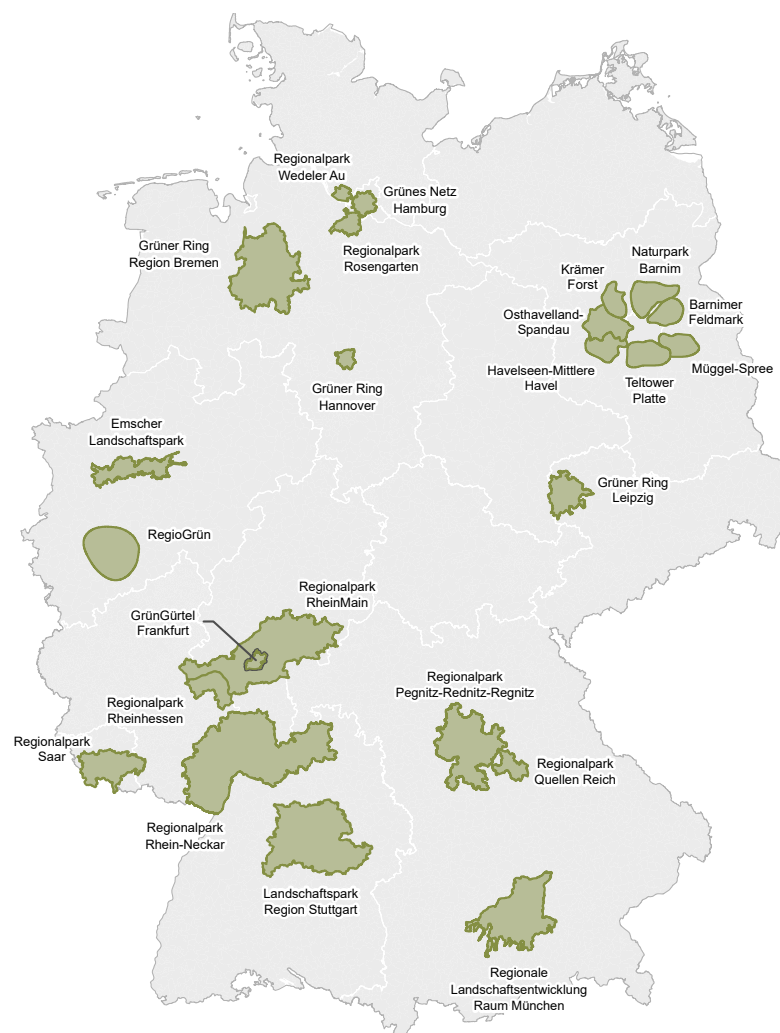 Regionalpark
Wedeler Au
Grünes Netz
Hamburg
Grüner Ring
Region Bremen
Regionalpark
Rosengarten
Naturpark
Barnim
Krämer
Forst
Barnimer
Feldmark
Osthavelland-
Spandau
Havelseen-Mittlere
Havel
Teltower
Platte
Müggel-Spree
Grüner Ring
Hannover
Emscher
Landschaftspark
Grüner Ring
Leipzig
RegioGrün
Regionalpark
RheinMain
GrünGürtel
Frankfurt
Regionalpark
Pegnitz-Rednitz-Regnitz
Regionalpark
Rheinhessen
Regionalpark
Saar
Regionalpark
Quellen Reich
Regionalpark
Rhein-Neckar
Landschaftspark
Region Stuttgart
Regionale
Landschaftsentwicklung
Raum München